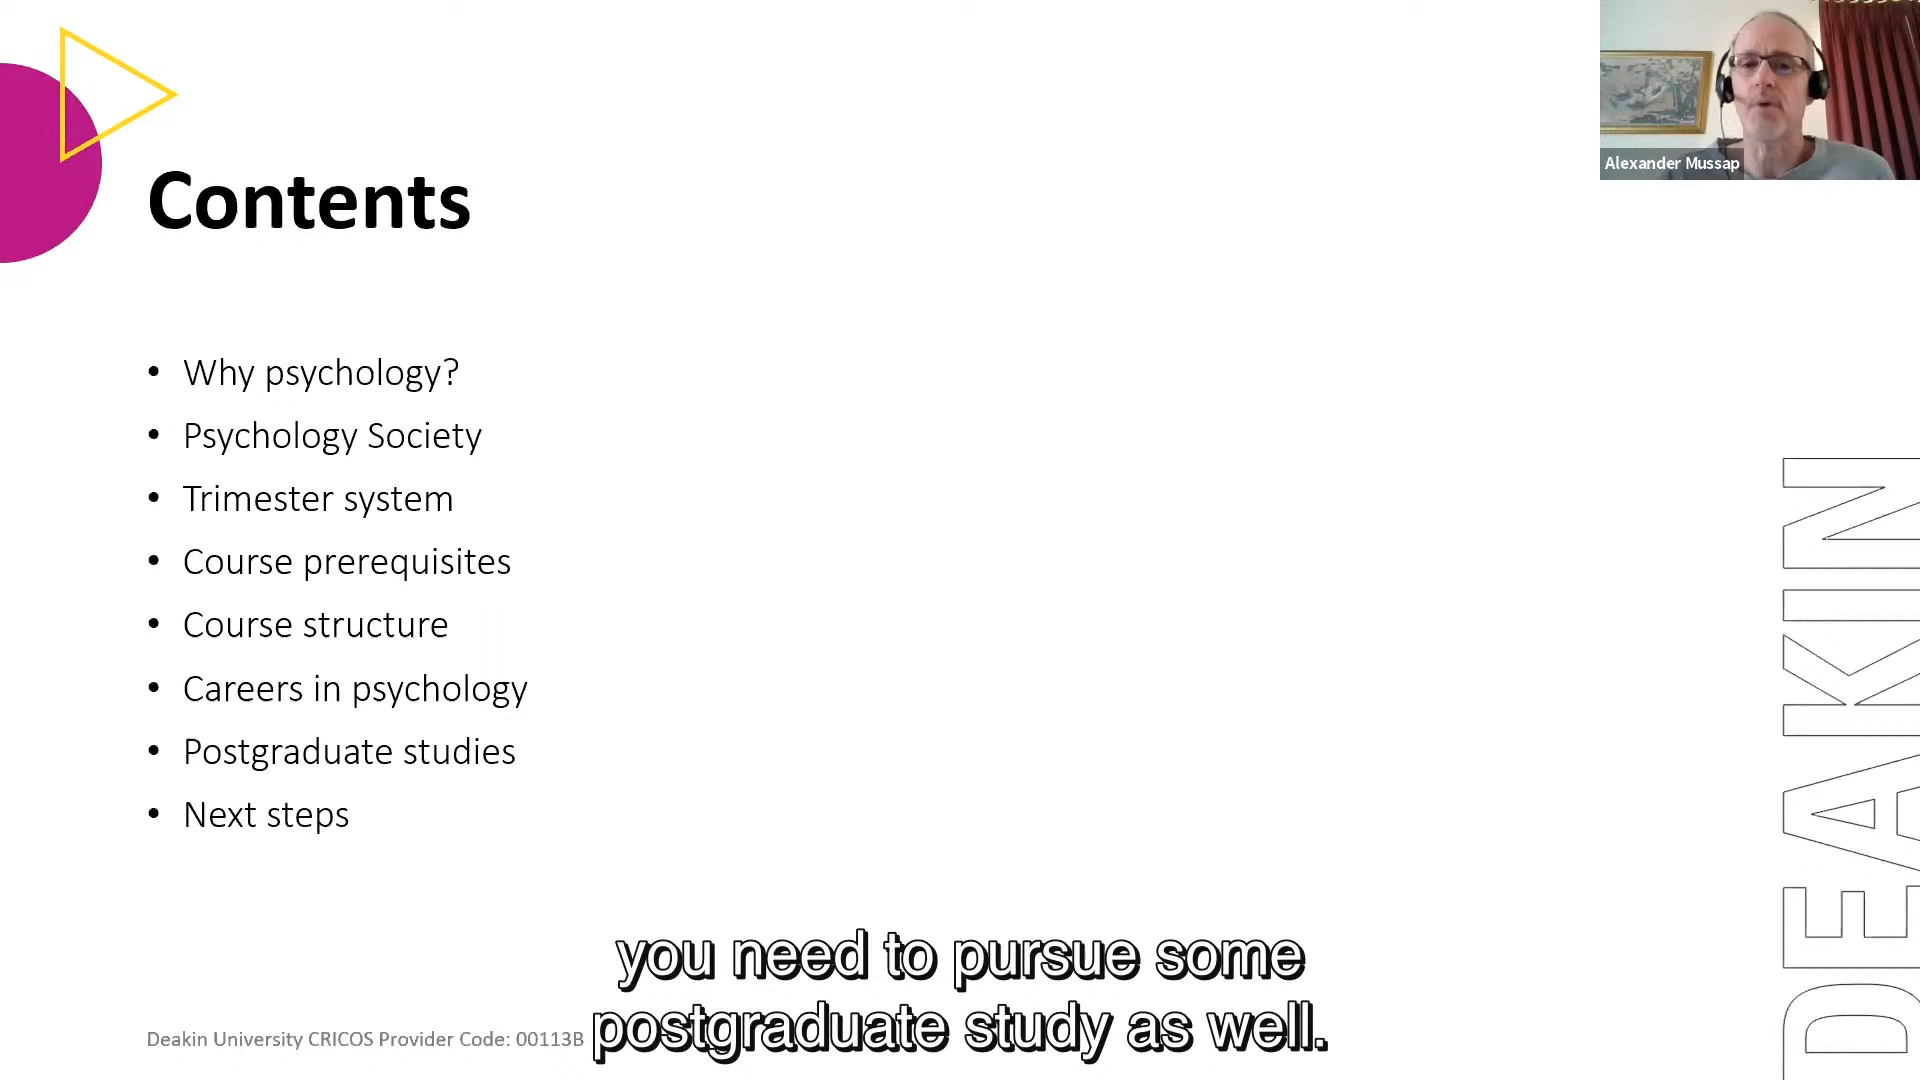 Alexander Mussap
Contents
• Why psychology?
• Psychology Society
• Trimester system
• Course prerequisites
• Course structure
• Careers in psychology
• Postgraduate studies
• Next steps
DEAKIN
you need to pursue some
postgraduate study as well.
Deakin University CRICOS Provider Code: 00113B